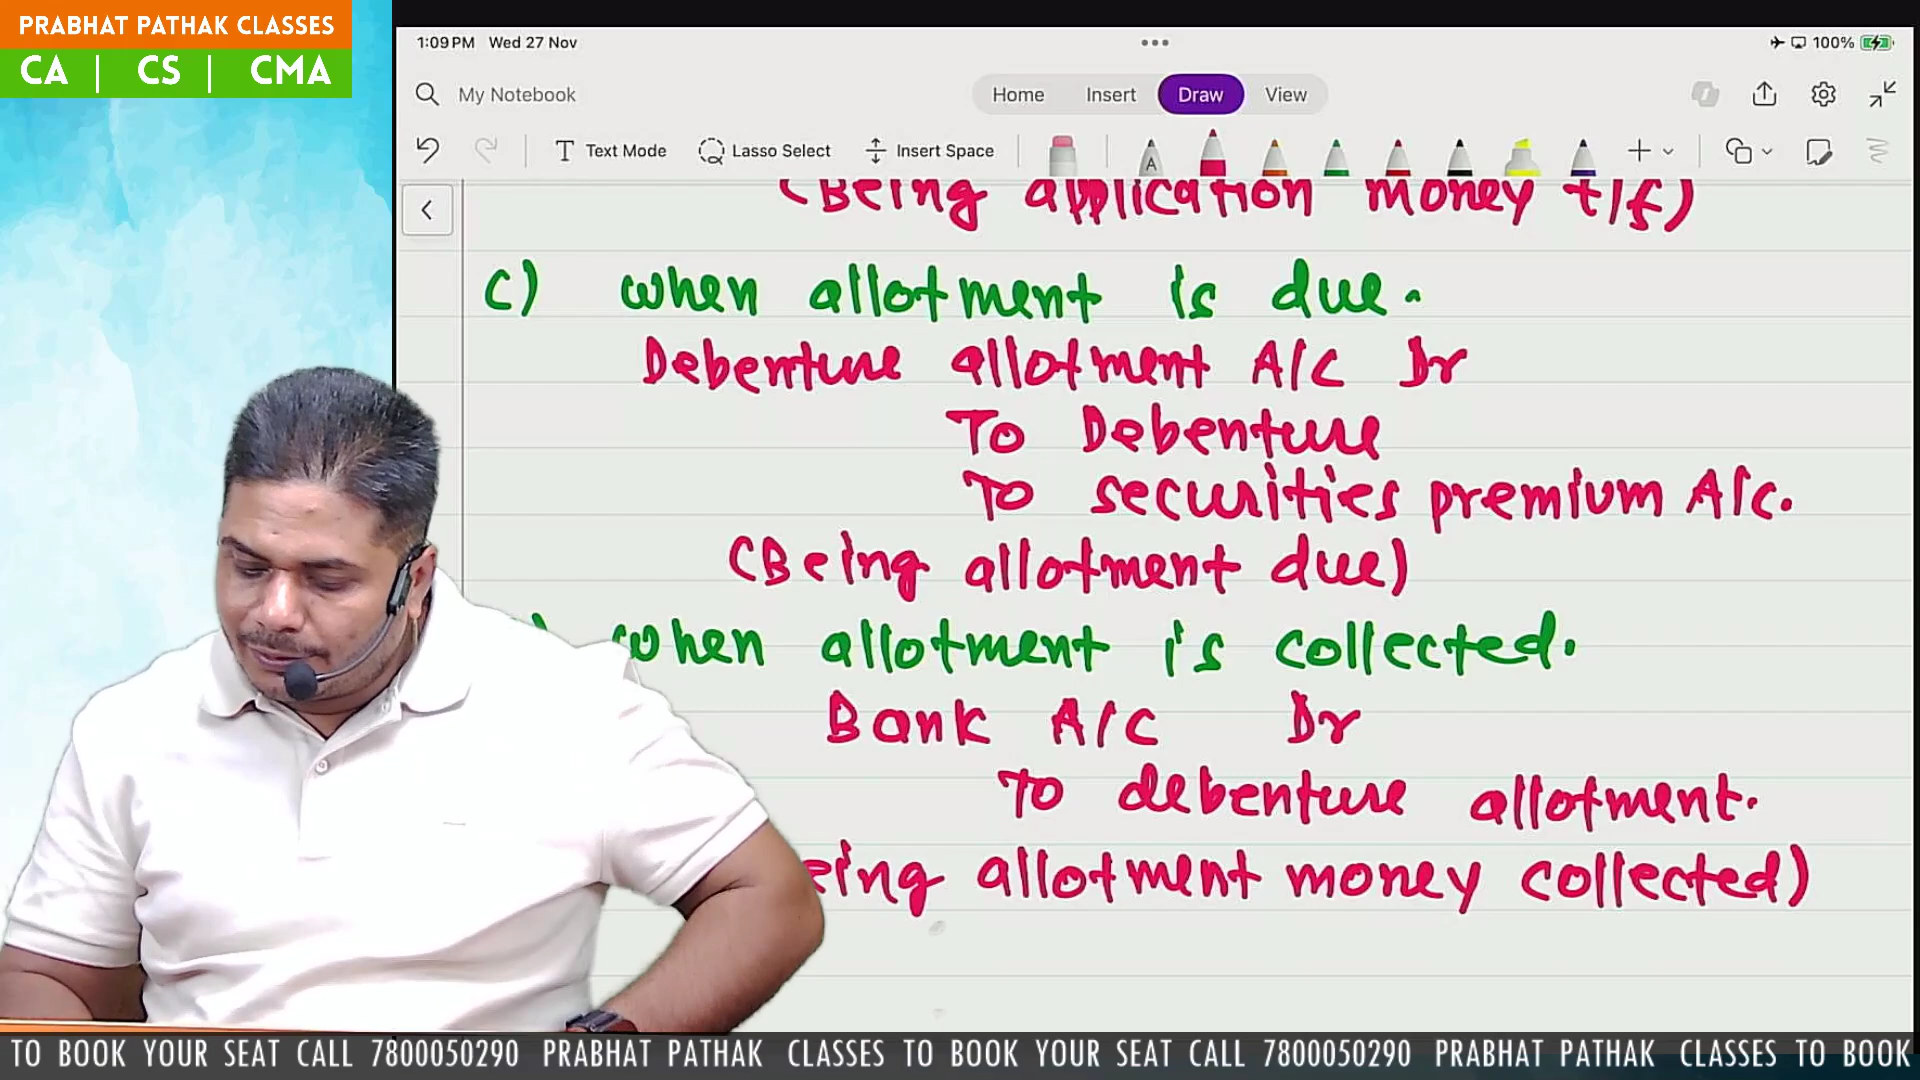 PRABHAT PATHAK CLASSES
CA | CS | CMA
1:09 PM Wed 27 Nov
100%
My Notebook
Home Insert Draw View
Text Mode Lasso Select Insert Space
A
(Being application money t/f)
c) when allotment is due.
Debenture allotment A/c Dr
To Debenture
To securities premium A/c.
(Being allotment due)
when allotment is collected.
Bank A/c Dr
To debenture allotment.
eing allotment money collected)
TO BOOK YOUR SEAT CALL 7800050290 PRABHAT PATHAK CLASSES TO BOOK YOUR SEAT CALL 7800050290 PRABHAT PATHAK CLASSES TO BOOK